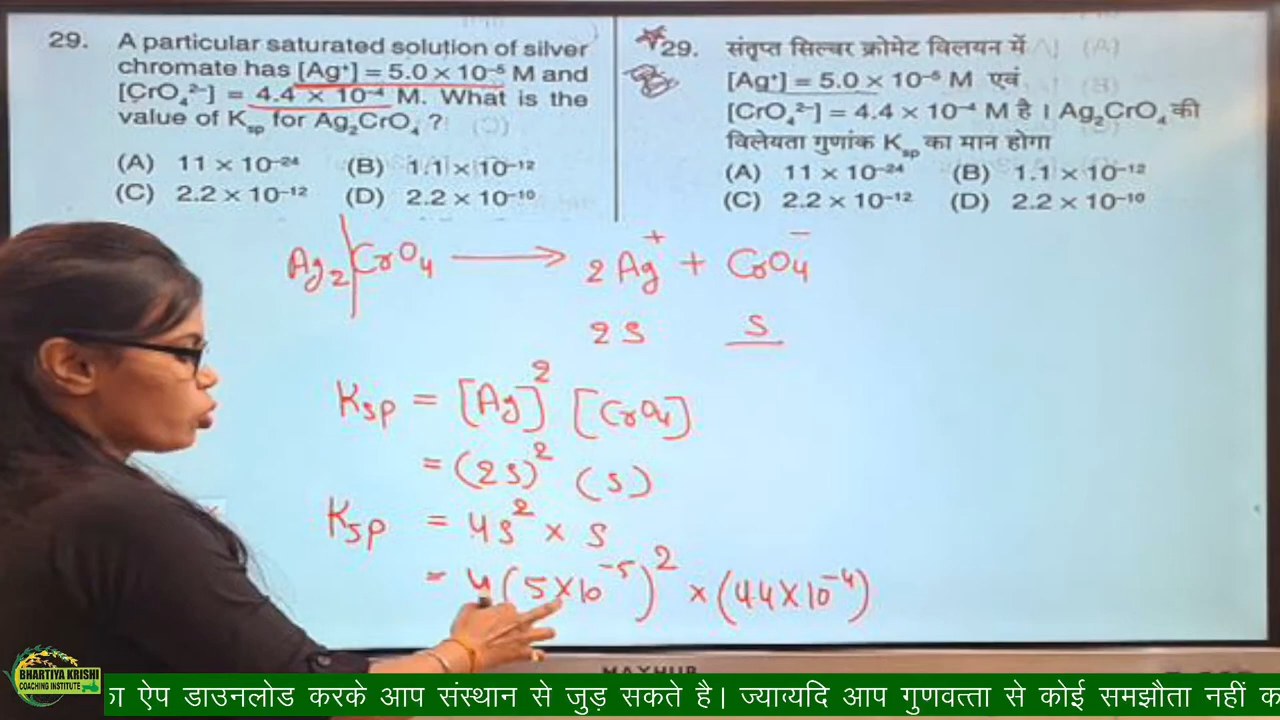 29. A particular saturated solution of silver
chromate has [Ag⁺] = 5.0 × 10⁻⁵ M and
[CrO₄²⁻] = 4.4 × 10⁻⁴ M. What is the
value of Kₛₚ for Ag₂CrO₄ ?
(A) 11 × 10⁻²⁴ (B) 1.1 × 10⁻¹²
(C) 2.2 × 10⁻¹² (D) 2.2 × 10⁻¹⁰
29. संतृप्त सिल्वर क्रोमेट विलयन में
[Ag⁺] = 5.0 × 10⁻⁵ M एवं
[CrO₄²⁻] = 4.4 × 10⁻⁴ M है । Ag₂CrO₄ की
विलेयता गुणांक Kₛₚ का मान होगा
(A) 11 × 10⁻²⁴ (B) 1.1 × 10⁻¹²
(C) 2.2 × 10⁻¹² (D) 2.2 × 10⁻¹⁰
Ag₂CrO₄ ⟶ 2Ag⁺ + CrO₄⁻
2S S
Ksp = [Ag]² [CrO₄]
= (2S)² (S)
Ksp = 4S² × S
= 4(5×10⁻⁵)² × (4.4×10⁻⁴)
MAXHUB
BHARTIYA KRISHI
COACHING INSTITUTE
का ऐप डाउनलोड करके आप संस्थान से जुड़ सकते है। ज्याग्यदि आप गुणवत्ता से कोई समझौता नहीं क